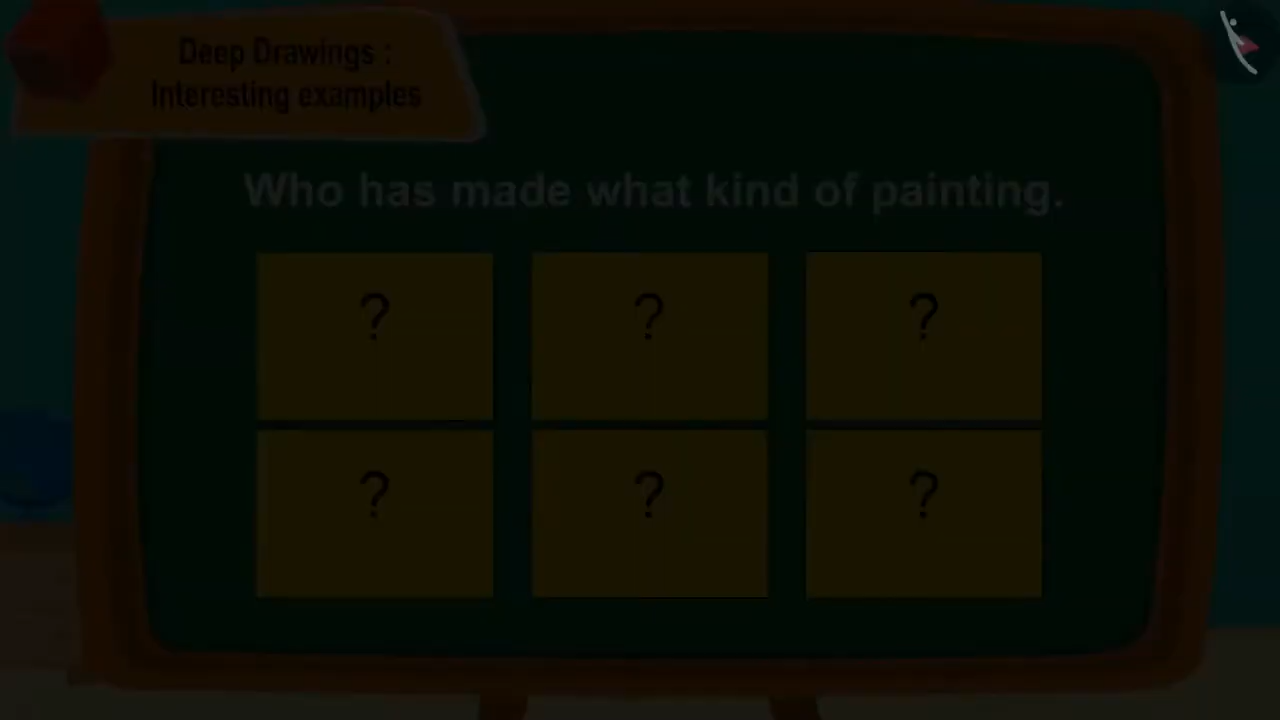 Deep Drawings :
Interesting examples
Who has made what kind of painting.
? ? ?
? ? ?